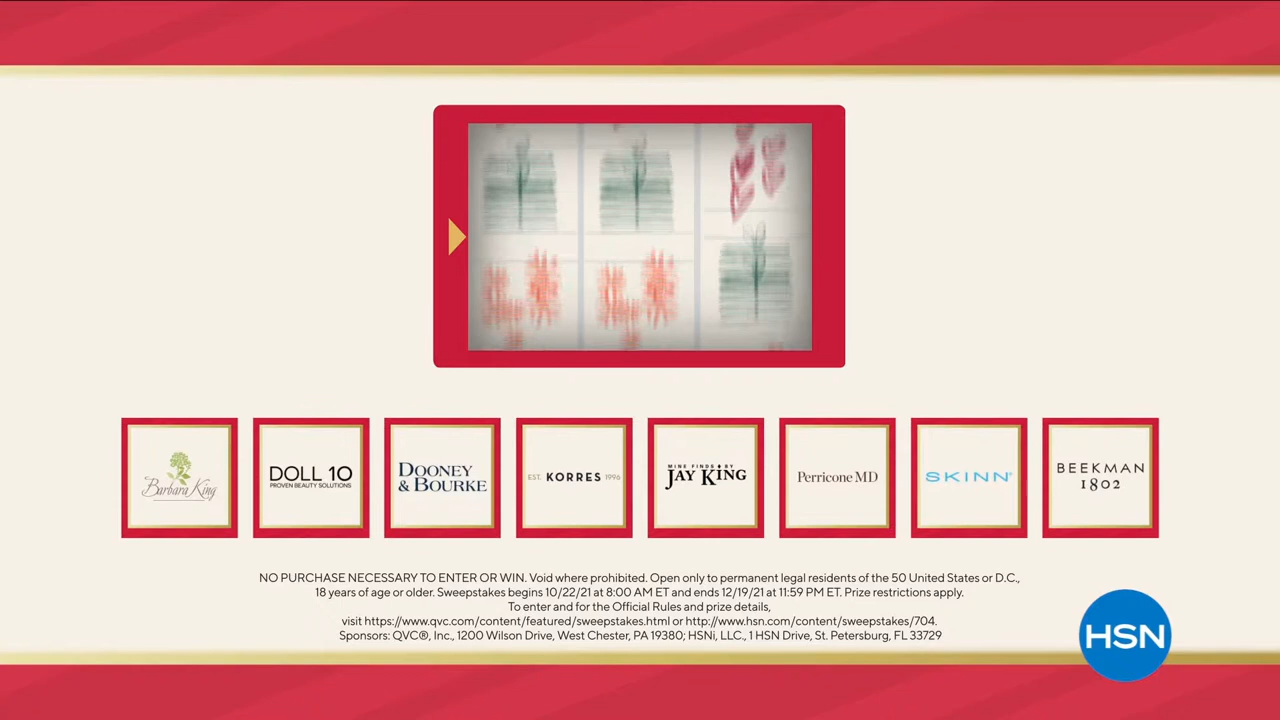 Barbara King
DOLL 10
PROVEN BEAUTY SOLUTIONS
DOONEY
& BOURKE
EST. KORRES 1996
MINE FINDS BY
JAY KING
Perricone MD
SKINN®
BEEKMAN
1802
NO PURCHASE NECESSARY TO ENTER OR WIN. Void where prohibited. Open only to permanent legal residents of the 50 United States or D.C.,
18 years of age or older. Sweepstakes begins 10/22/21 at 8:00 AM ET and ends 12/19/21 at 11:59 PM ET. Prize restrictions apply.
To enter and for the Official Rules and prize details,
visit https://www.qvc.com/content/featured/sweepstakes.html or http://www.hsn.com/content/sweepstakes/704.
Sponsors: QVC®, Inc., 1200 Wilson Drive, West Chester, PA 19380; HSNi, LLC., 1 HSN Drive, St. Petersburg, FL 33729
HSN